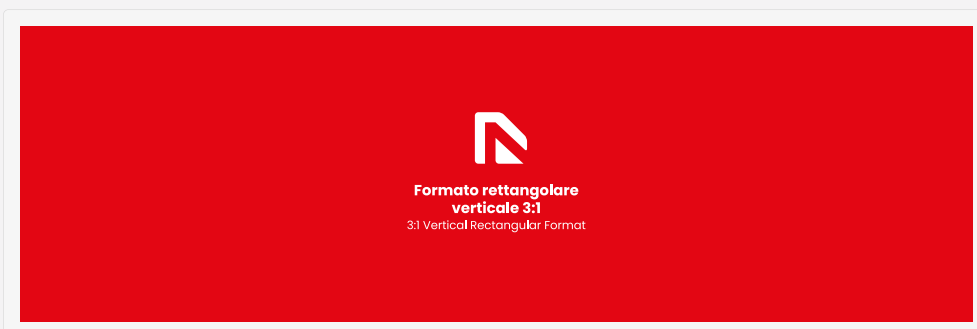 Formato rettangolare
verticale 3:1
3:1 Vertical Rectangular Format